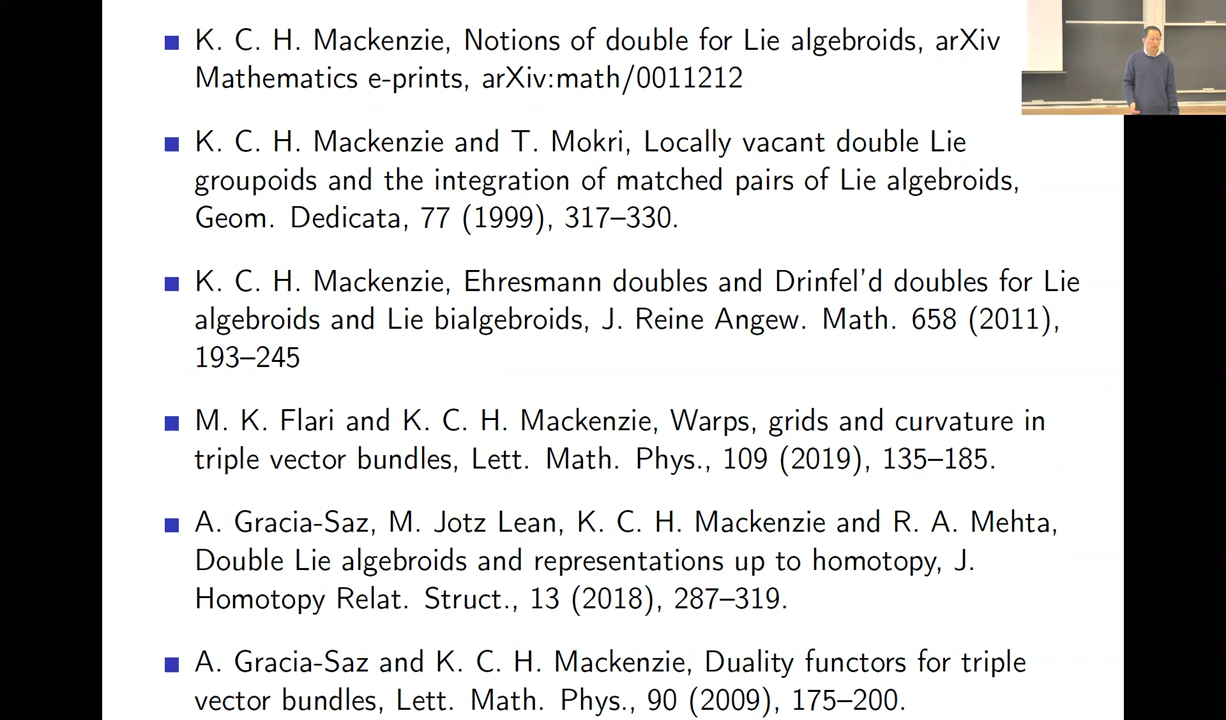 K. C. H. Mackenzie, Notions of double for Lie algebroids, arXiv
Mathematics e-prints, arXiv:math/0011212
K. C. H. Mackenzie and T. Mokri, Locally vacant double Lie
groupoids and the integration of matched pairs of Lie algebroids,
Geom. Dedicata, 77 (1999), 317–330.
K. C. H. Mackenzie, Ehresmann doubles and Drinfel'd doubles for Lie
algebroids and Lie bialgebroids, J. Reine Angew. Math. 658 (2011),
193–245
M. K. Flari and K. C. H. Mackenzie, Warps, grids and curvature in
triple vector bundles, Lett. Math. Phys., 109 (2019), 135–185.
A. Gracia-Saz, M. Jotz Lean, K. C. H. Mackenzie and R. A. Mehta,
Double Lie algebroids and representations up to homotopy, J.
Homotopy Relat. Struct., 13 (2018), 287–319.
A. Gracia-Saz and K. C. H. Mackenzie, Duality functors for triple
vector bundles, Lett. Math. Phys., 90 (2009), 175–200.